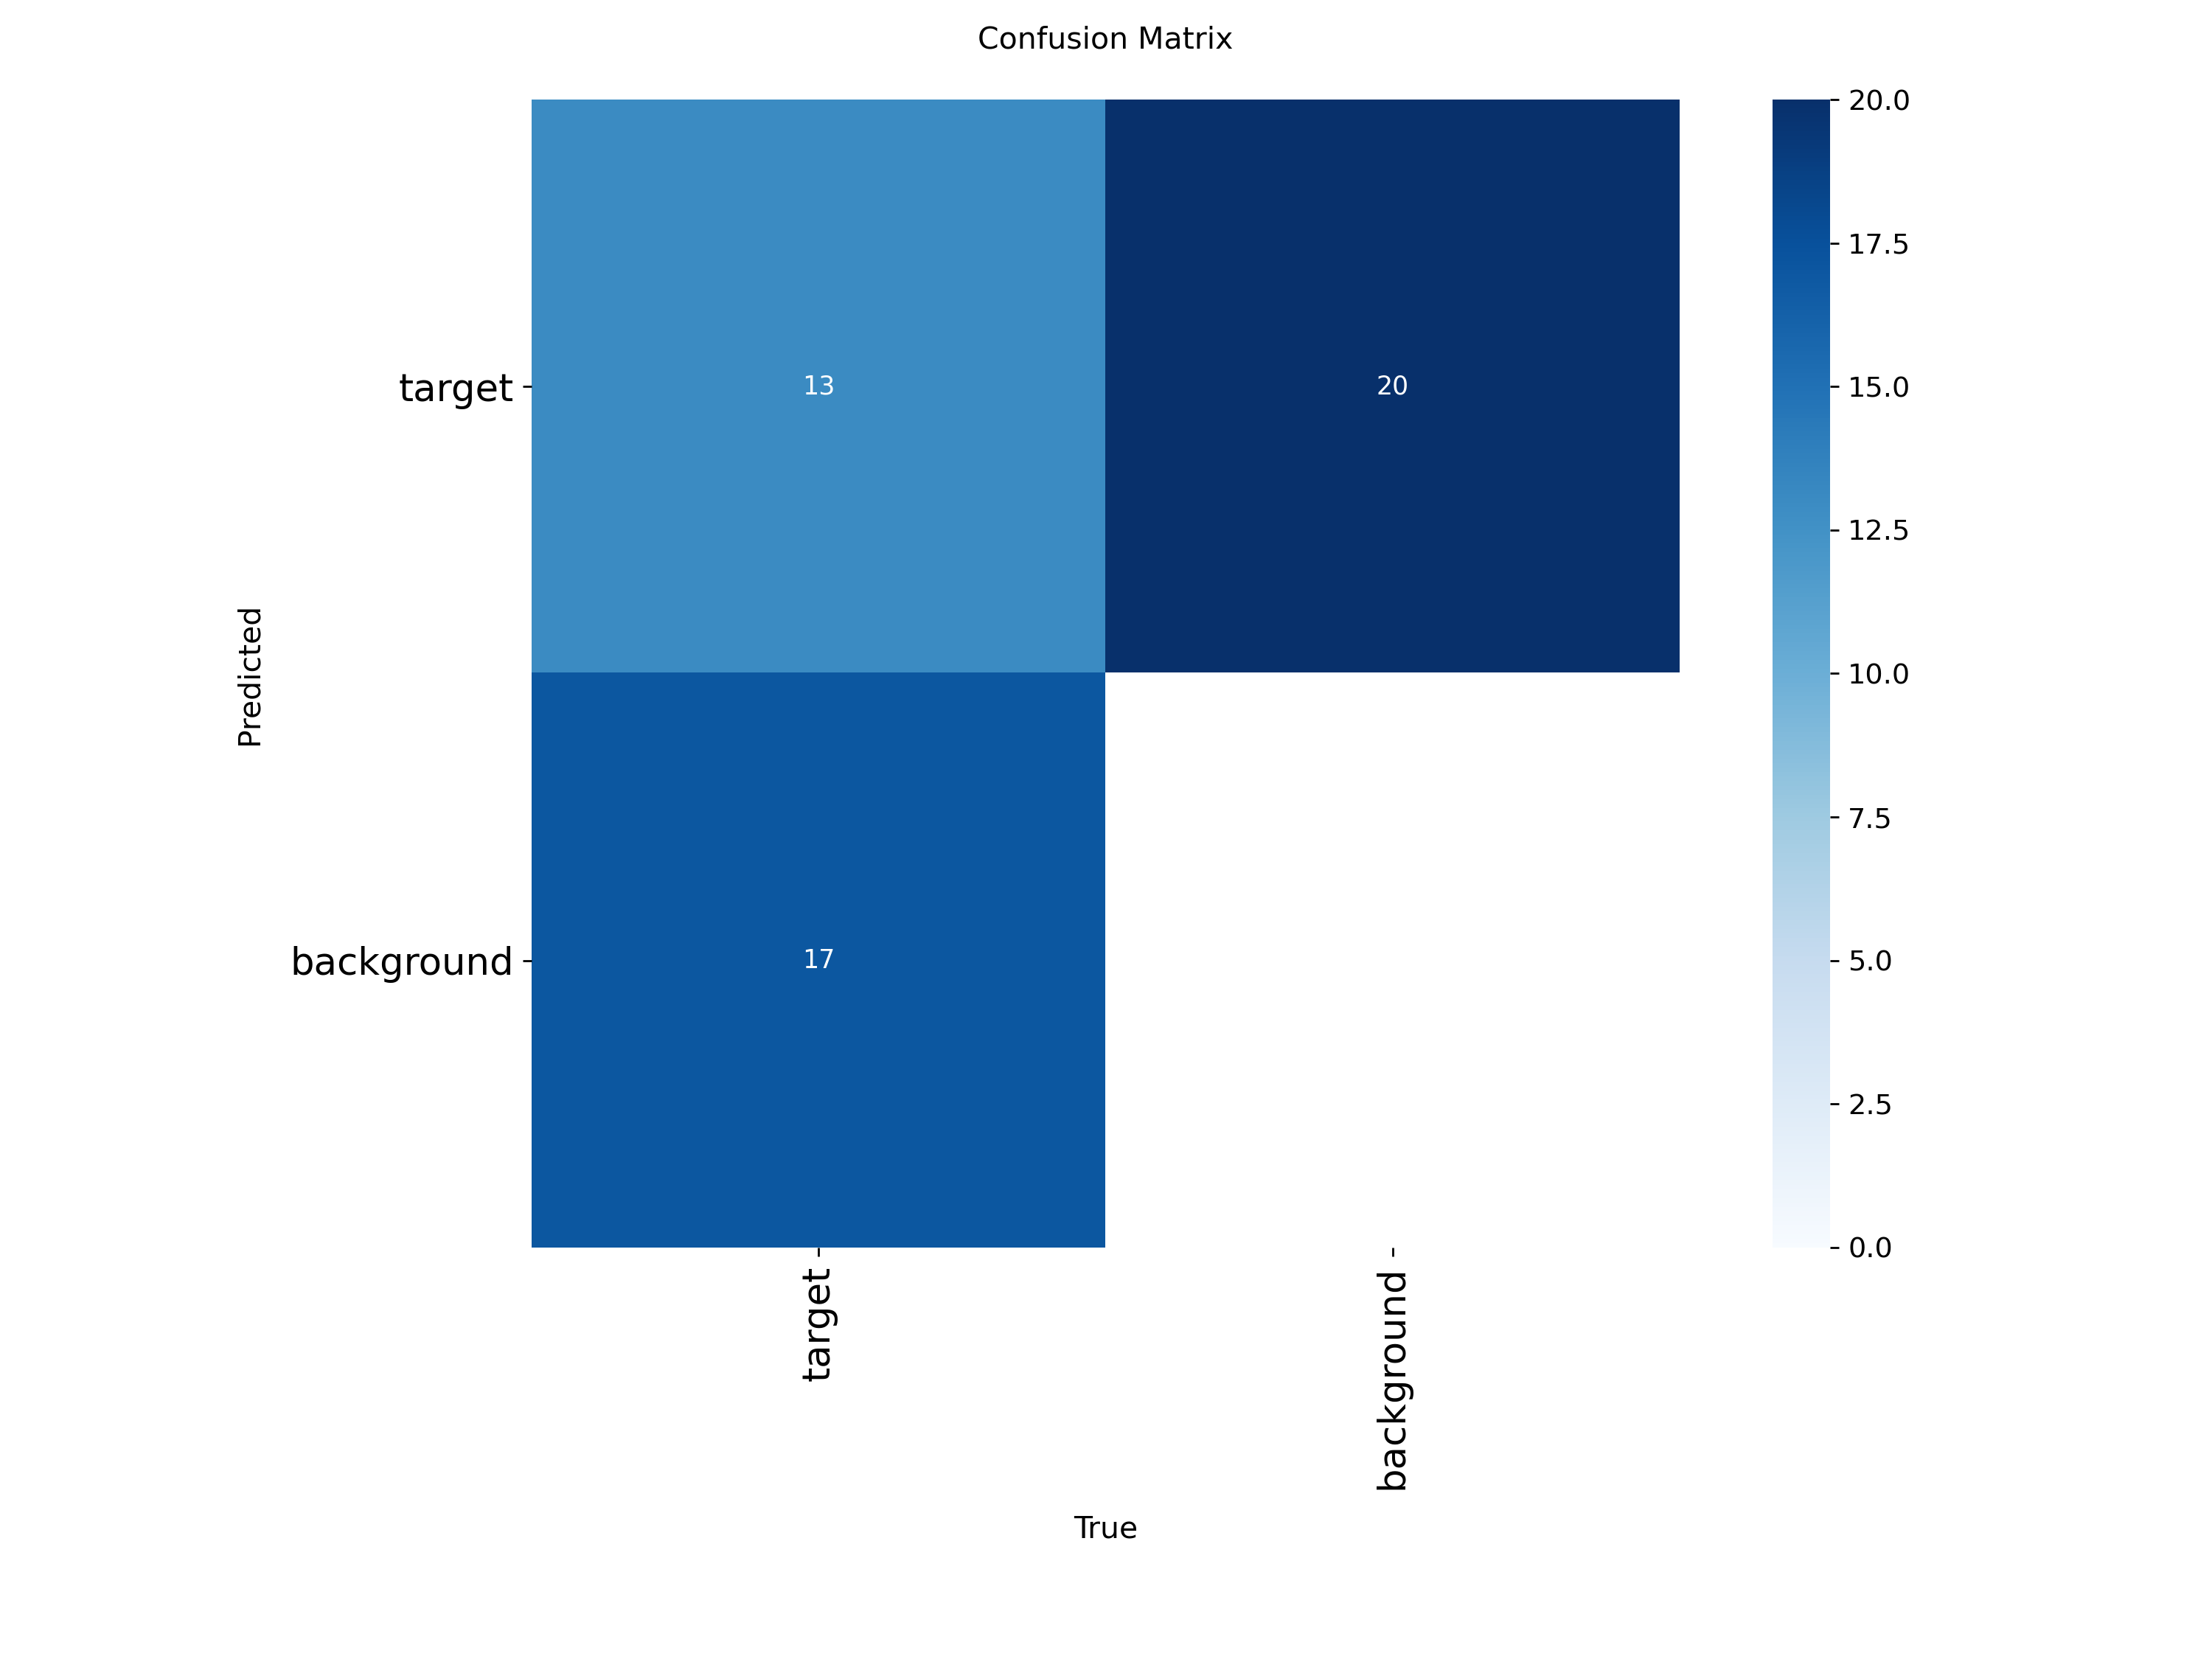 Confusion Matrix
Predicted
target
background
13
20
17
target
background
True
20.0
17.5
15.0
12.5
10.0
7.5
5.0
2.5
0.0